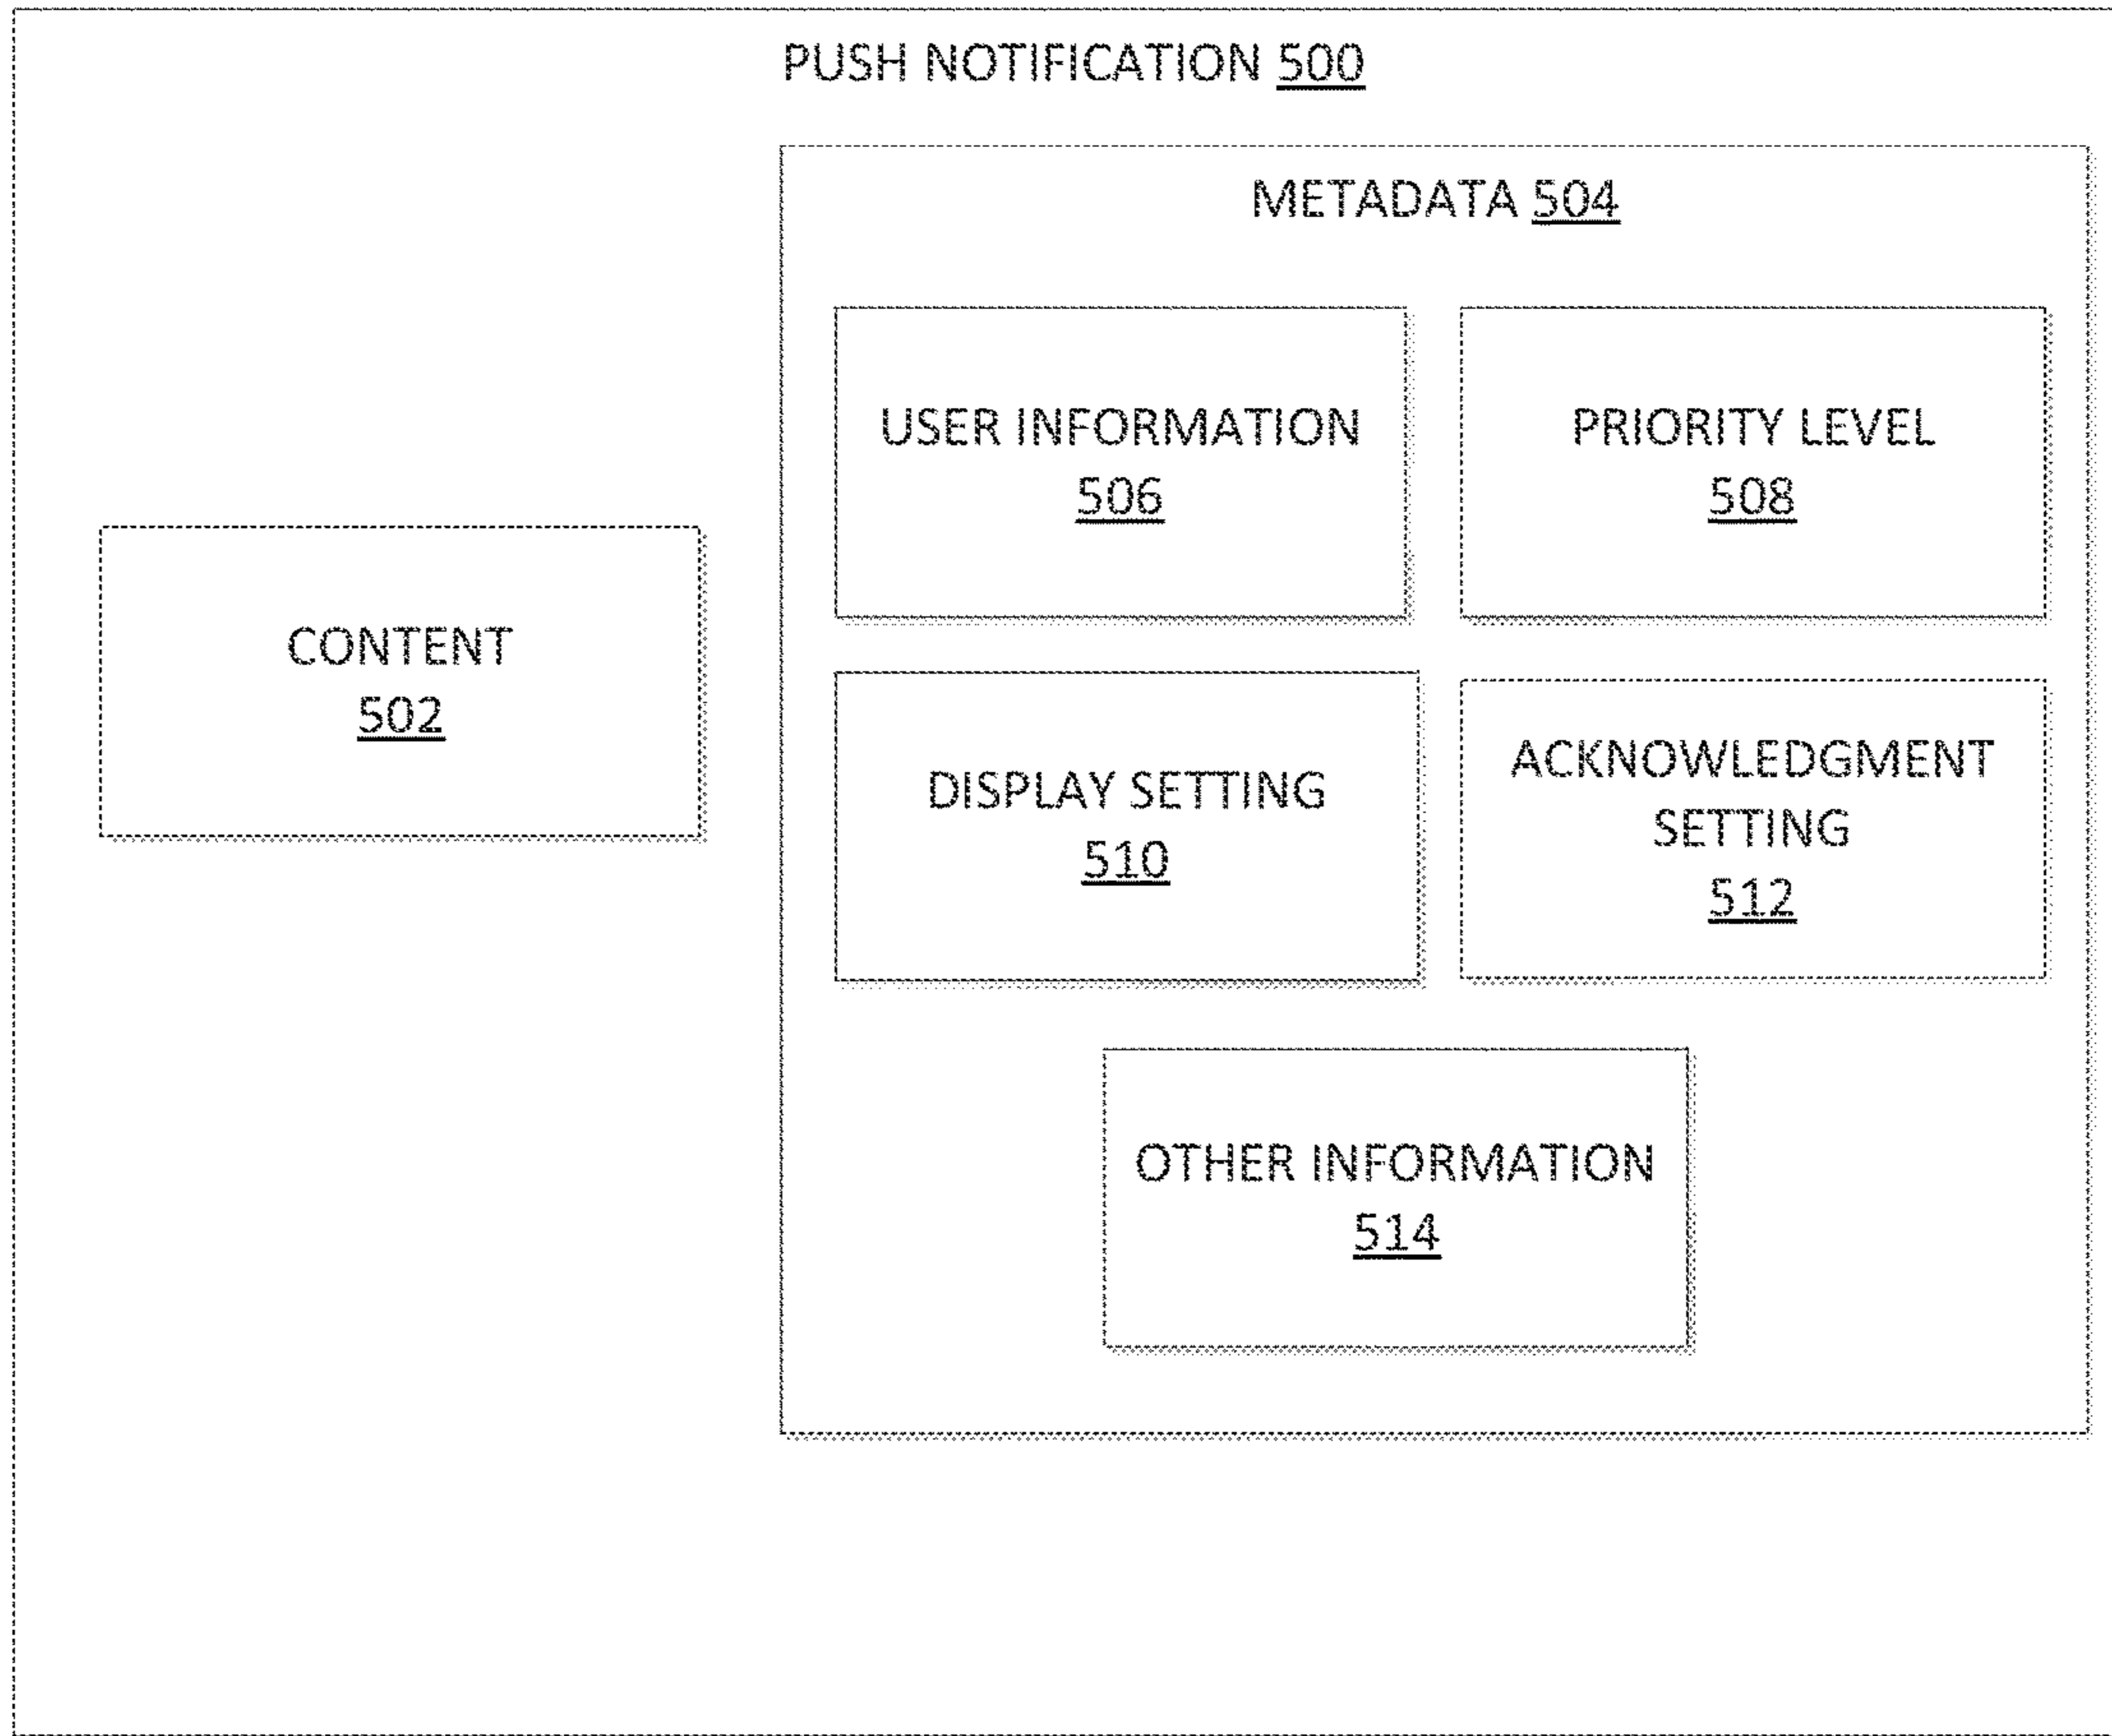 PUSH NOTIFICATION 500
METADATA 504
USER INFORMATION
506
PRIORITY LEVEL
508
CONTENT
502
DISPLAY SETTING
510
ACKNOWLEDGMENT
SETTING
512
OTHER INFORMATION
514